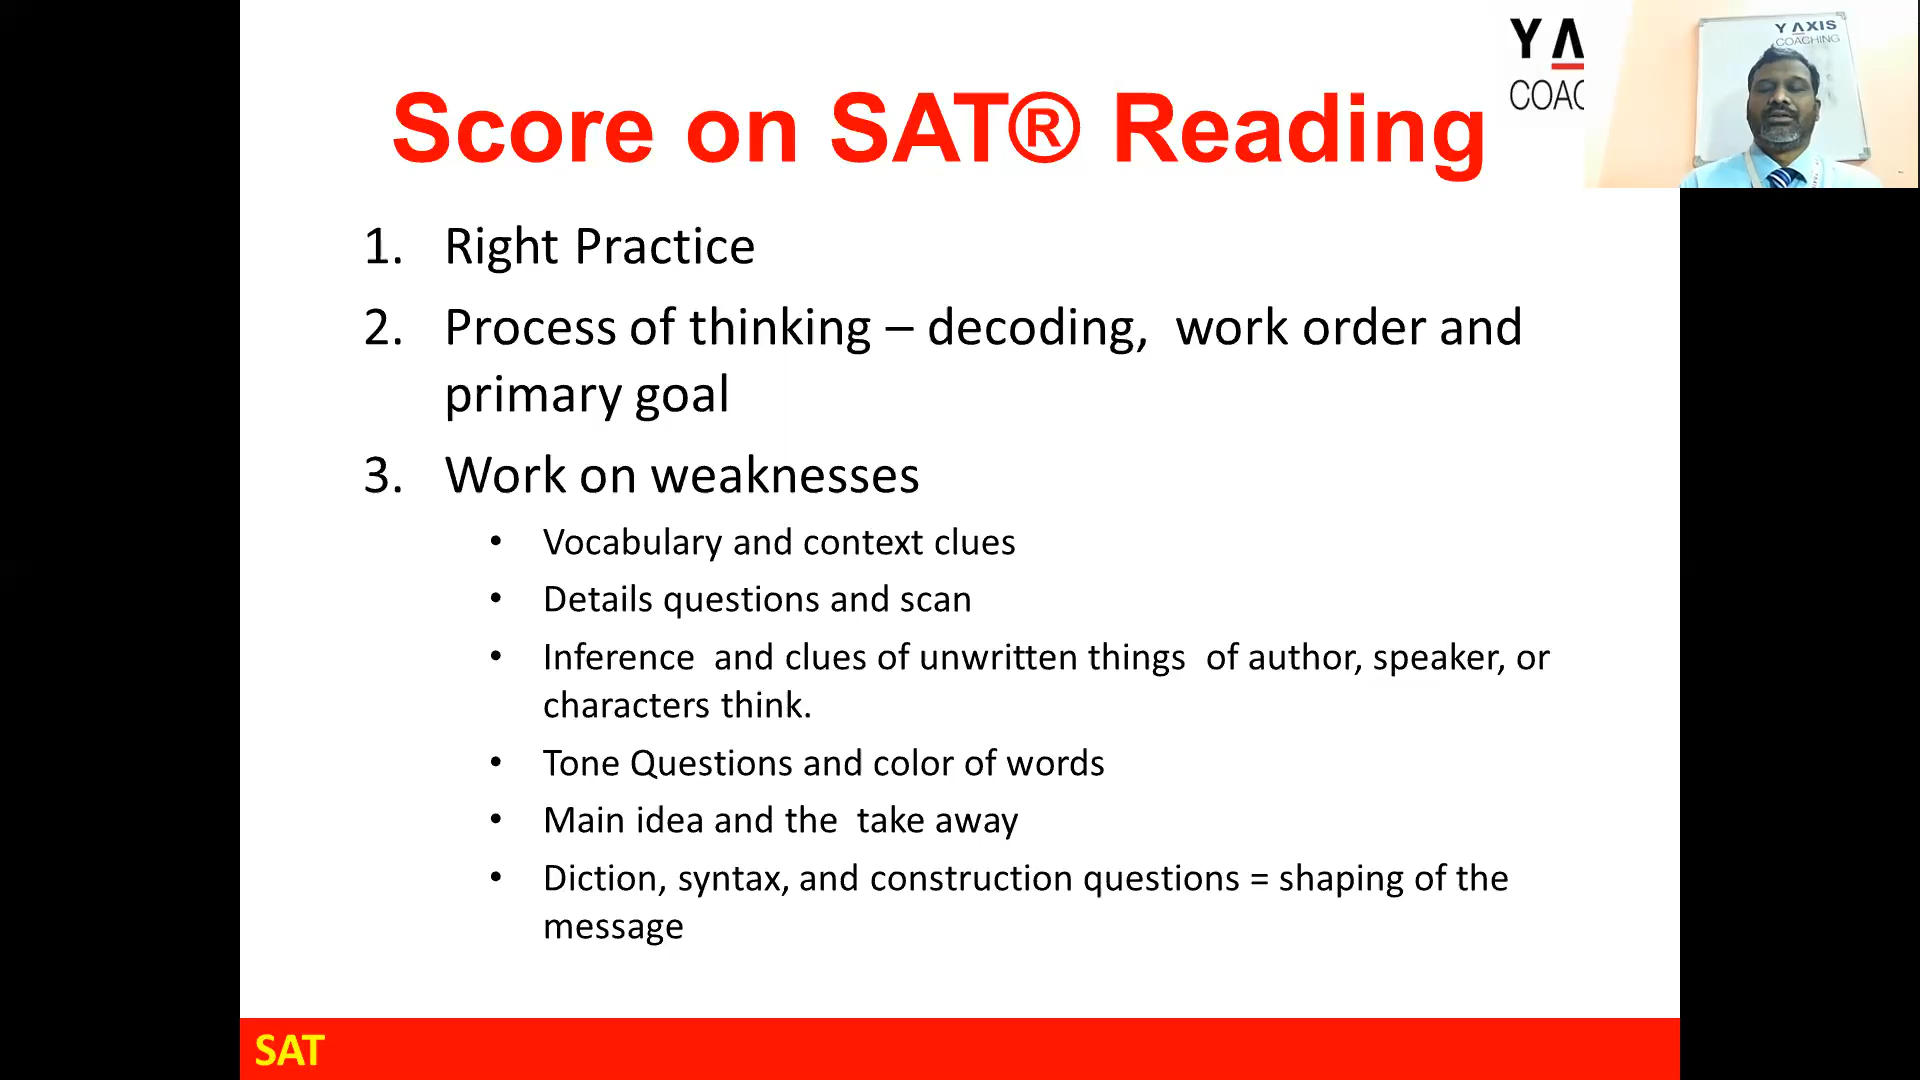 Y Λ
COAC
Y ΛXIS
COACHING
Score on SAT® Reading
1. Right Practice
2. Process of thinking – decoding, work order and
primary goal
3. Work on weaknesses
• Vocabulary and context clues
• Details questions and scan
• Inference and clues of unwritten things of author, speaker, or
characters think.
• Tone Questions and color of words
• Main idea and the take away
• Diction, syntax, and construction questions = shaping of the
message
SAT